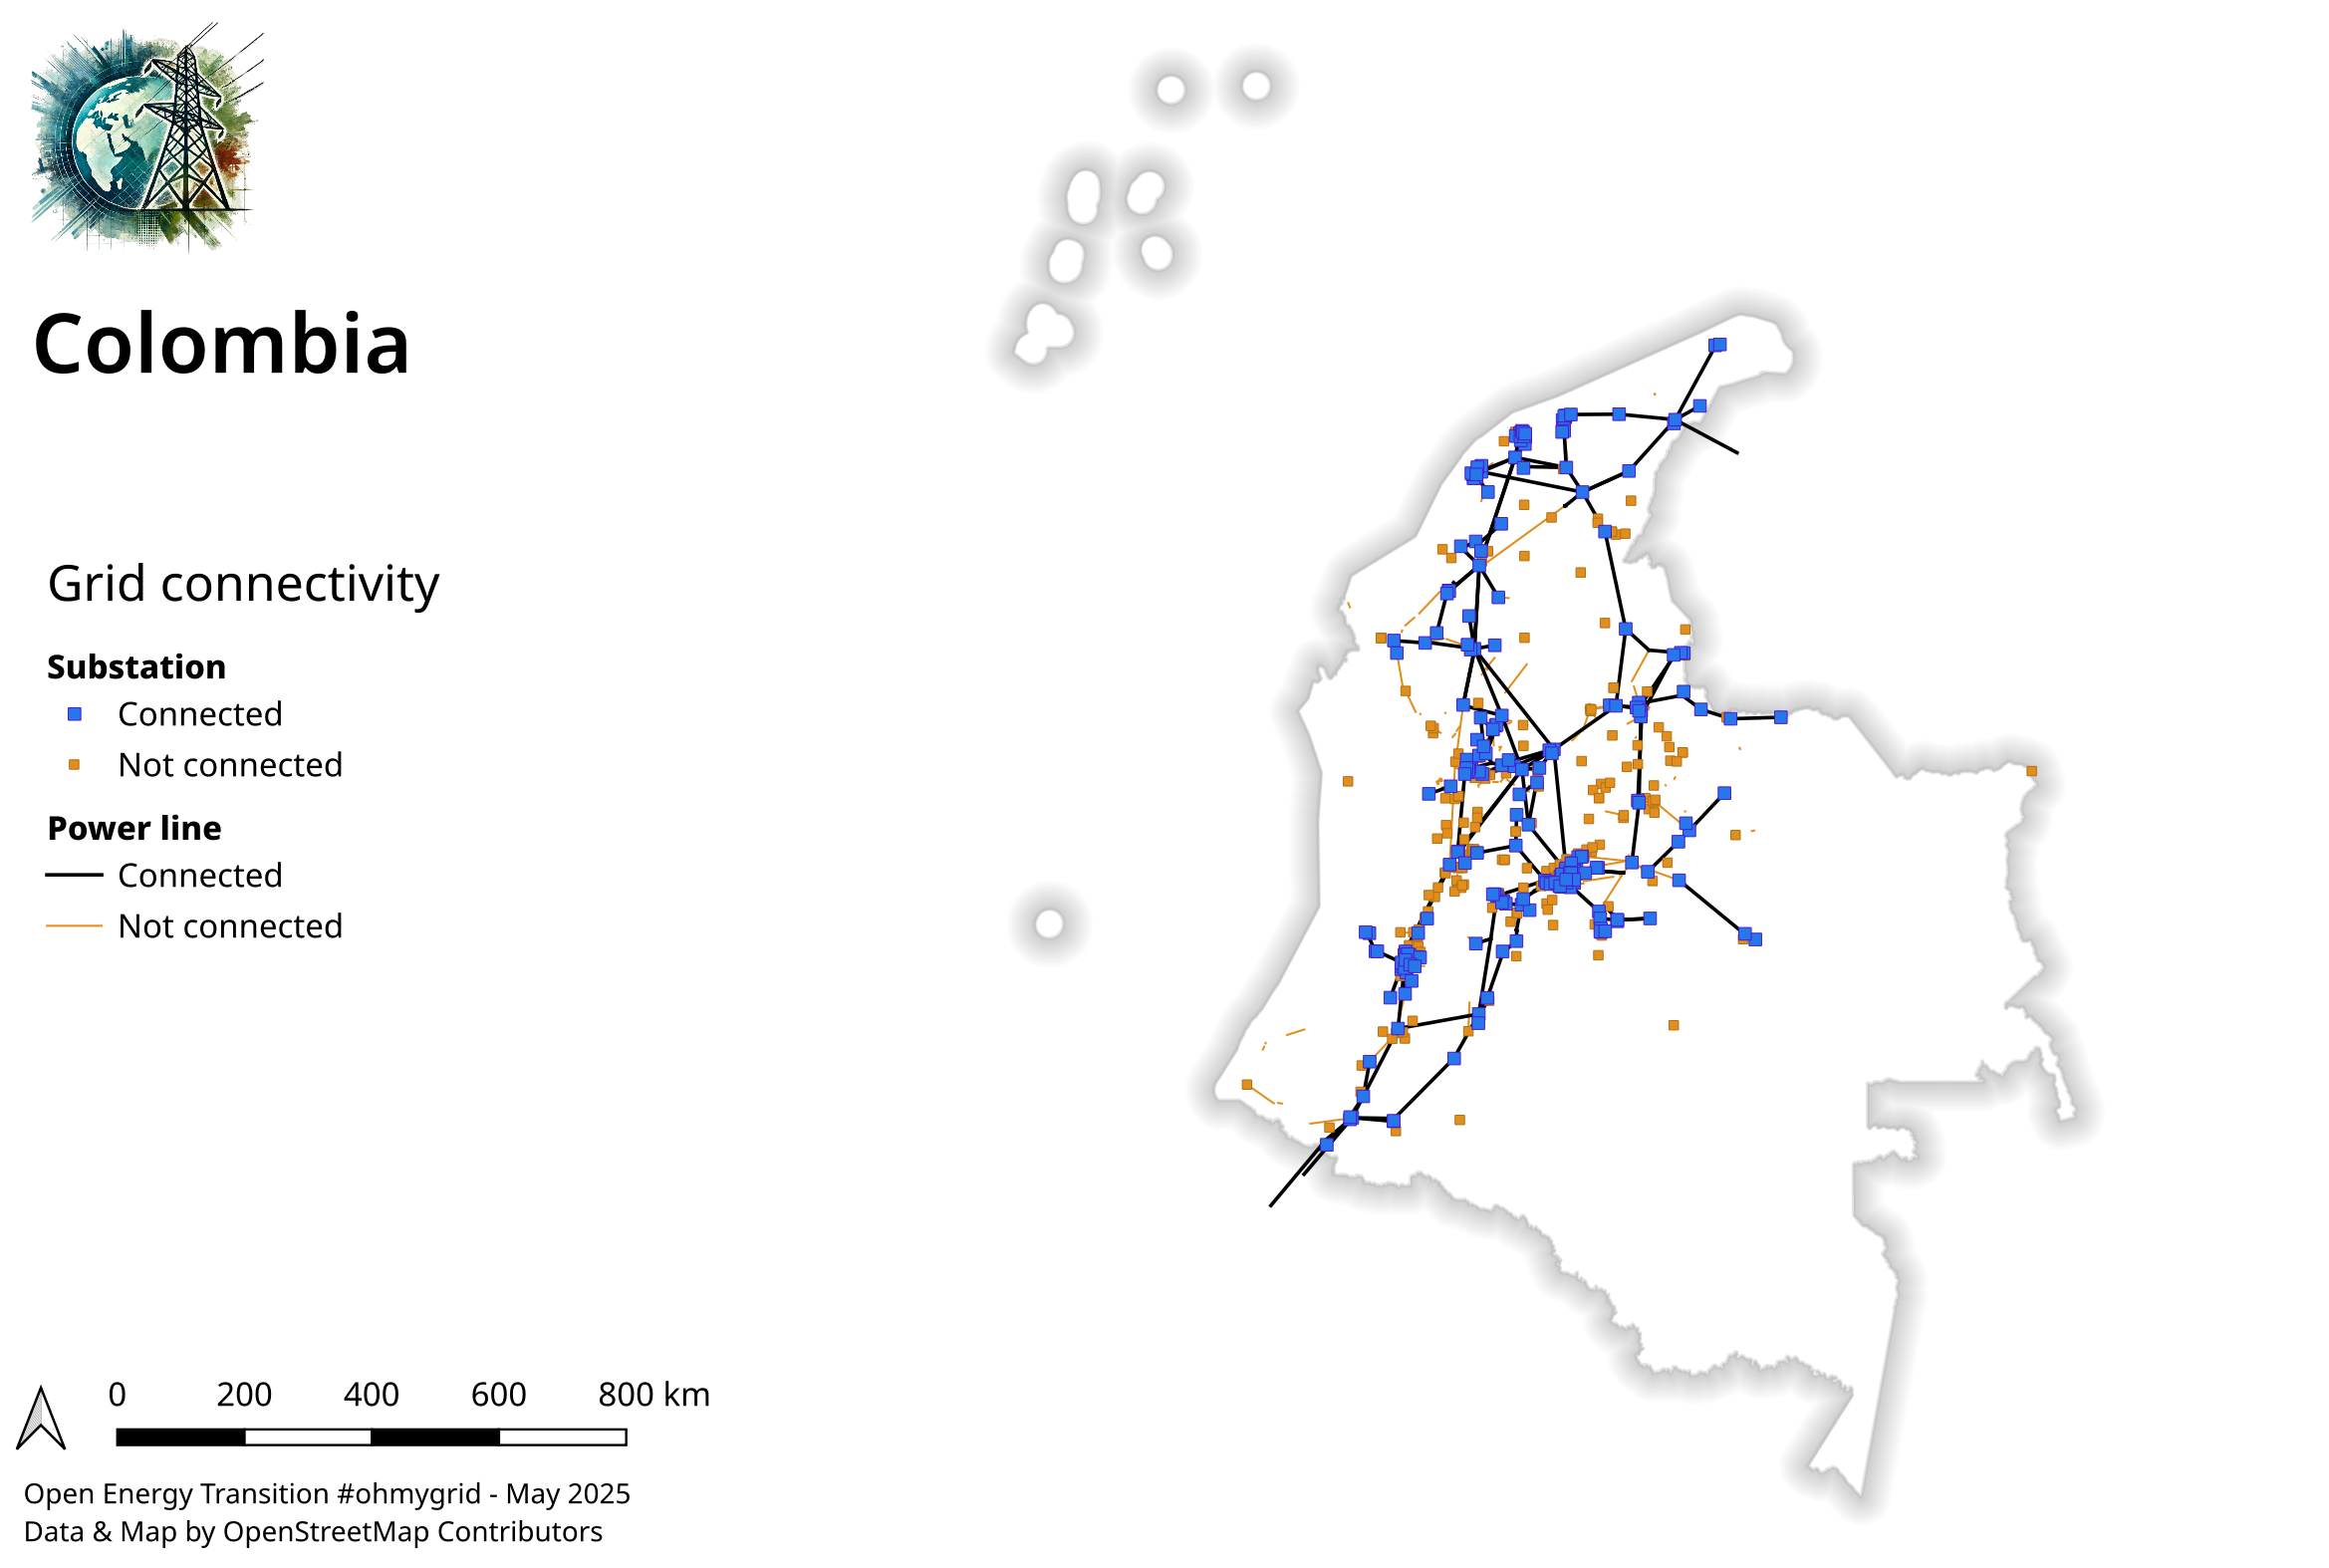 Colombia
Grid connectivity
Substation
Connected
Not connected
Power line
Connected
Not connected
0 200 400 600 800 km
Open Energy Transition #ohmygrid - May 2025
Data & Map by OpenStreetMap Contributors